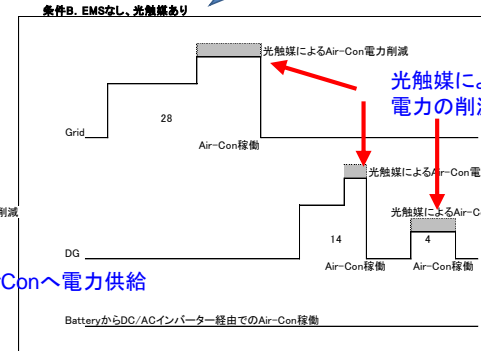 条件B. EMSなし、光触媒あり
光触媒によるAir-Con電力削減
光触媒によ
電力の削減
28
Grid
Air-Con稼働
光触媒によるAir-Con電
削減
光触媒によるAir-C
14
4
DG
Air-Con稼働
Air-Con稼働
Conへ電力供給
BatteryからDC/ACインバーター経由でのAir-Con稼働